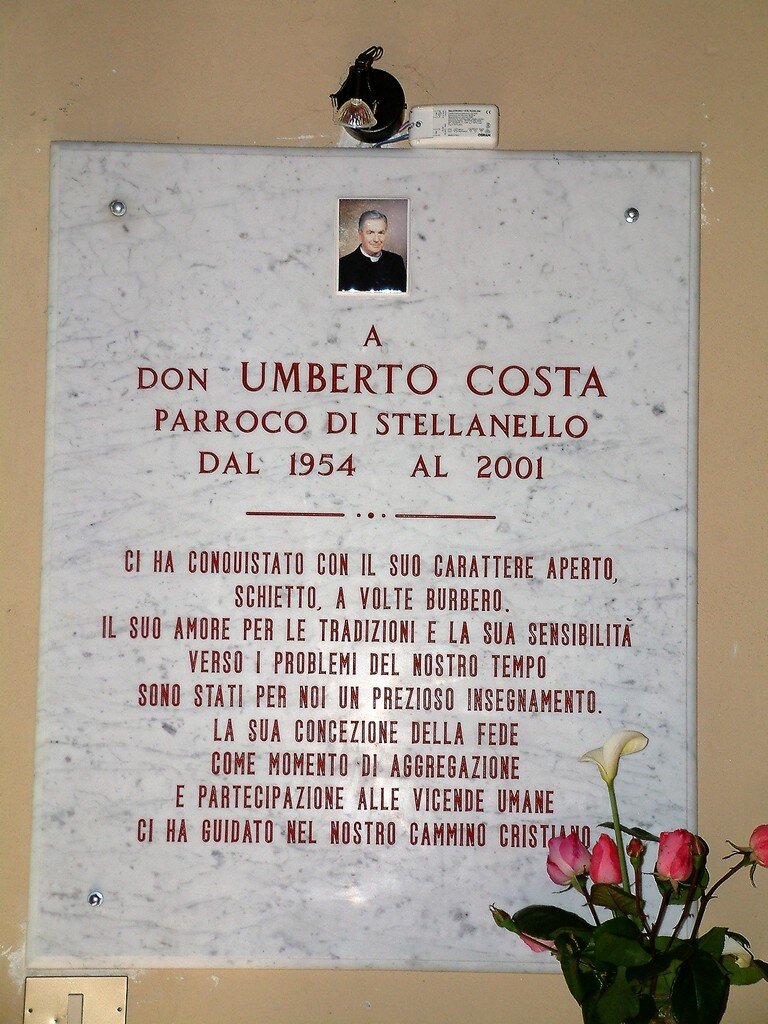 A
DON UMBERTO COSTA
PARROCO DI STELLANELLO
DAL 1954 AL 2001
CI HA CONQUISTATO CON IL SUO CARATTERE APERTO,
SCHIETTO, A VOLTE BURBERO.
IL SUO AMORE PER LE TRADIZIONI E LA SUA SENSIBILITÀ
VERSO I PROBLEMI DEL NOSTRO TEMPO
SONO STATI PER NOI UN PREZIOSO INSEGNAMENTO.
LA SUA CONCEZIONE DELLA FEDE
COME MOMENTO DI AGGREGAZIONE
E PARTECIPAZIONE ALLE VICENDE UMANE
CI HA GUIDATO NEL NOSTRO CAMMINO CRISTIANO